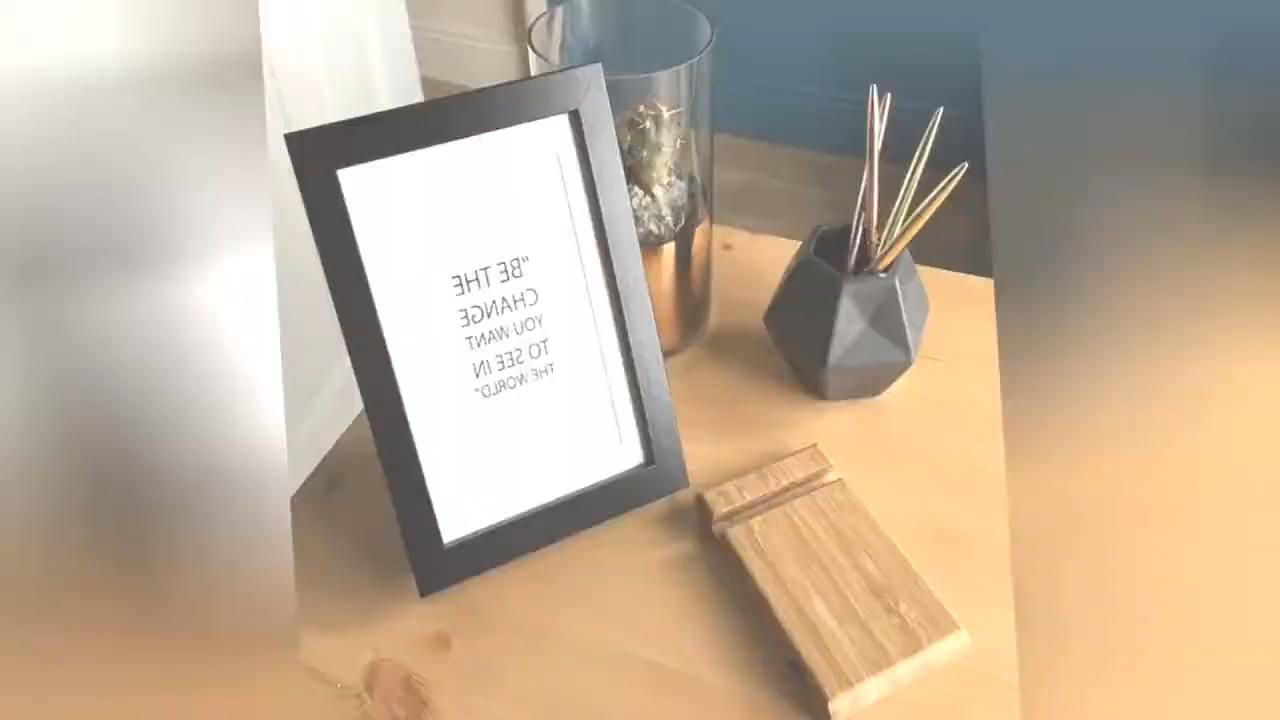 "BE THE
CHANGE
YOU WANT
TO SEE IN
THE WORLD"